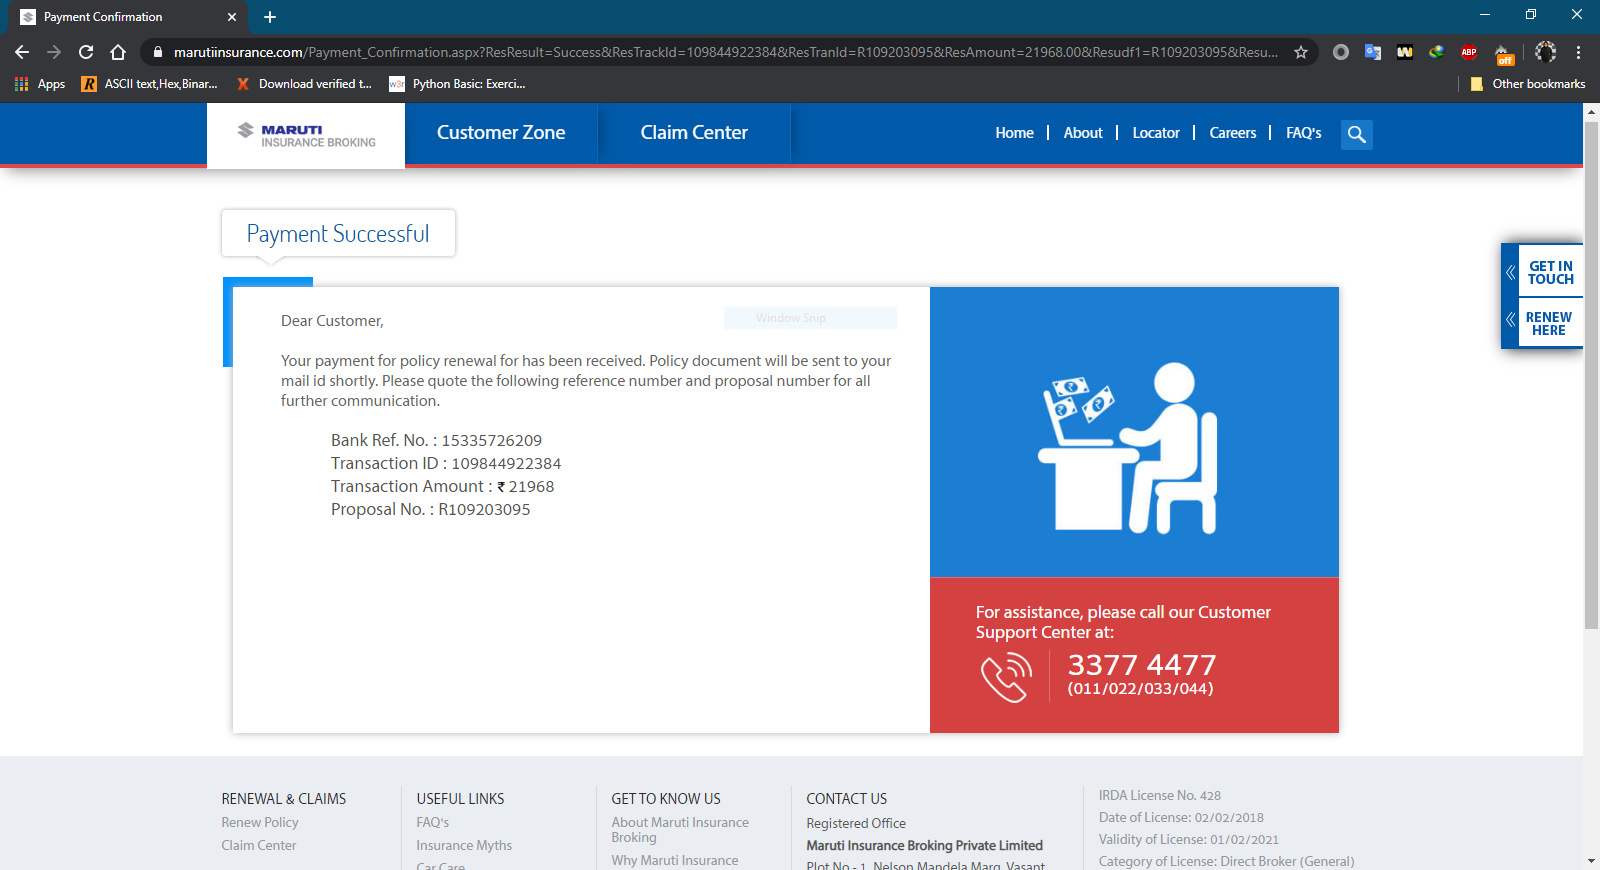 Payment Confirmation
marutiinsurance.com/Payment_Confirmation.aspx?ResResult=Success&ResTrackId=109844922384&ResTranId=R109203095&ResAmount=21968.00&Resudf1=R109203095&Resu...
ABP
off
Apps
R ASCII text,Hex,Binar...
X Download verified t...
w3r Python Basic: Exerci...
Other bookmarks
MARUTI
INSURANCE BROKING
Customer Zone
Claim Center
Home
About
Locator
Careers
FAQ's
Payment Successful
GET IN
TOUCH
RENEW
HERE
Window Snip
Dear Customer,
Your payment for policy renewal for has been received. Policy document will be sent to your
mail id shortly. Please quote the following reference number and proposal number for all
further communication.
Bank Ref. No. : 15335726209
Transaction ID : 109844922384
Transaction Amount : ₹ 21968
Proposal No. : R109203095
For assistance, please call our Customer
Support Center at:
3377 4477
(011/022/033/044)
RENEWAL & CLAIMS
Renew Policy
Claim Center
USEFUL LINKS
FAQ's
Insurance Myths
Car Care
GET TO KNOW US
About Maruti Insurance
Broking
Why Maruti Insurance
CONTACT US
Registered Office
Maruti Insurance Broking Private Limited
Plot No - 1, Nelson Mandela Marg, Vasant
IRDA License No. 428
Date of License: 02/02/2018
Validity of License: 01/02/2021
Category of License: Direct Broker (General)